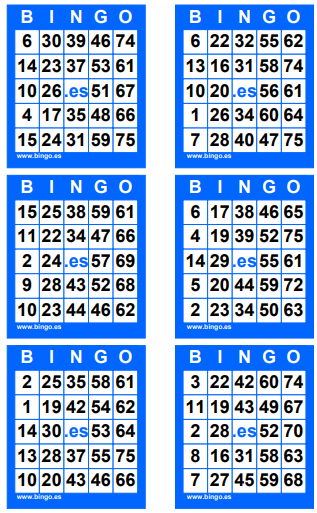 B I N G O
6 30 39 46 74
14 23 37 53 61
10 26 .es 51 67
4 17 35 48 66
15 24 31 59 75
www.bingo.es
B I N G O
6 22 32 55 62
13 16 31 58 74
10 20 .es 56 61
1 26 34 60 64
7 28 40 47 75
www.bingo.es
B I N G O
15 25 38 59 61
11 22 34 47 66
2 24 .es 57 69
9 28 43 52 68
10 23 44 46 62
www.bingo.es
B I N G O
6 17 38 46 65
4 19 39 52 75
14 29 .es 55 61
5 20 44 59 72
2 23 34 50 63
www.bingo.es
B I N G O
2 25 35 58 61
1 19 42 54 62
14 30 .es 53 64
13 28 37 55 75
10 20 43 46 66
www.bingo.es
B I N G O
3 22 42 60 74
11 19 43 49 67
2 28 .es 52 70
8 16 31 58 63
7 27 45 59 68
www.bingo.es